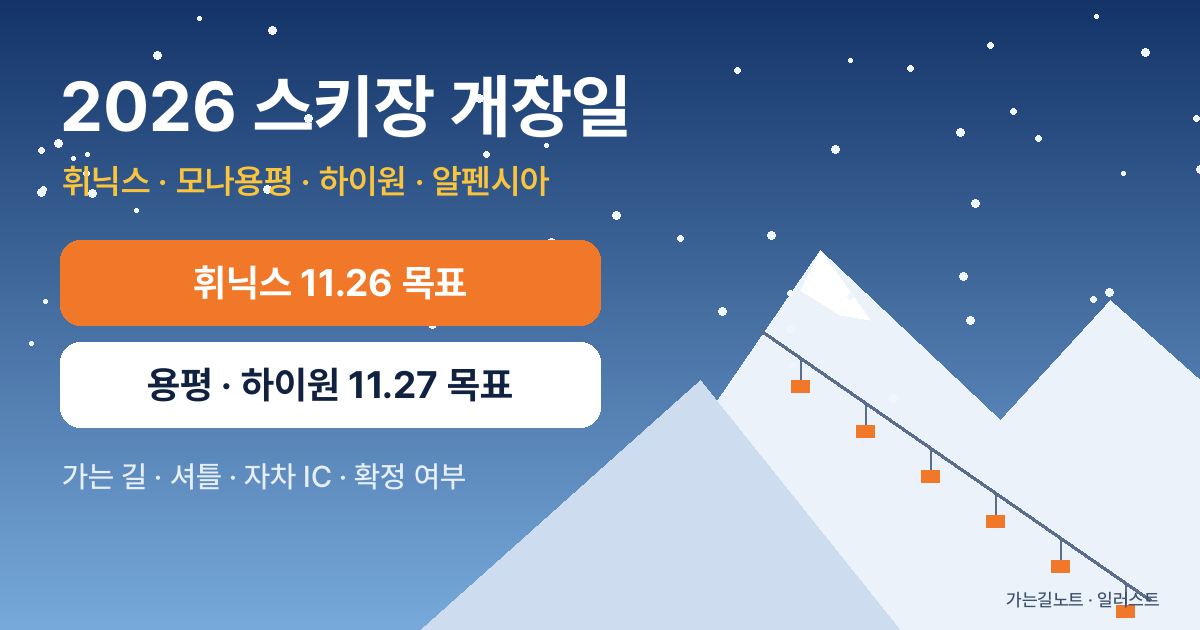 2026 스키장 개장일
휘닉스 · 모나용평 · 하이원 · 알펜시아
휘닉스 11.26 목표
용평 · 하이원 11.27 목표
가는 길 · 셔틀 · 자차 IC · 확정 여부
가는길노트 · 일러스트